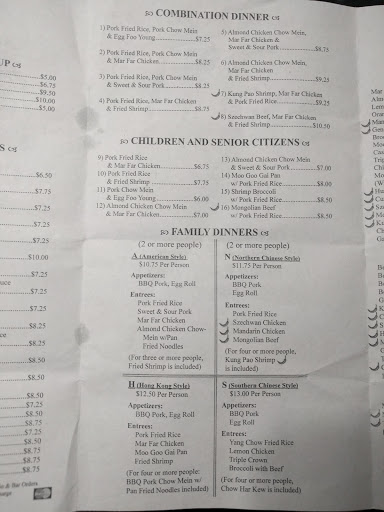 COMBINATION DINNER
1) Pork Fried Rice, Pork Chow Mein
& Egg Foo Young $7.25
2) Pork Fried Rice, Pork Chow Mein
& Mar Far Chicken $8.25
3) Pork Fried Rice, Pork Chow Mein
& Sweet & Sour Pork $8.25
4) Pork Fried Rice, Mar Far Chicken
& Fried Shrimp $8.75
5) Almond Chicken Chow Mein,
Mar Far Chicken &
Sweet & Sour Pork $8.75
6) Almond Chicken Chow Mein,
Mar Far Chicken
& Fried Shrimp $9.25
7) Kung Pao Shrimp, Mar Far Chicken
& Pork Fried Rice $9.25
8) Szechwan Beef, Mar Far Chicken
& Fried Shrimp $10.50
CHILDREN AND SENIOR CITIZENS
9) Pork Fried Rice
& Mar Far Chicken $6.75
10) Pork Fried Rice
& Fried Shrimp $7.75
11) Pork Chow Mein
& Egg Foo Young $6.00
12) Almond Chicken Chow Mein
& Mar Far Chicken $7.00
13) Almond Chicken Chow Mein
& Sweet & Sour Pork $7.00
14) Moo Goo Gai Pan
w/ Pork Fried Rice $8.00
15) Shrimp Broccoli
w/ Pork Fried Rice $8.50
16) Mongolian Beef
w/ Pork Fried Rice $8.50
FAMILY DINNERS
(2 or more people)
A (American Style)
$10.75 Per Person
Appetizers:
BBQ Pork, Egg Roll
Entrees:
Pork Fried Rice
Sweet & Sour Pork
Mar Far Chicken
Almond Chicken Chow-
Mein w/Pan
Fried Noodles
(For three or more people,
Fried Shrimp is included)
(2 or more people)
N (Northern Chinese Style)
$11.75 Per Person
Appetizers:
BBQ Pork
Egg Roll
Entrees:
Pork Fried Rice
Szechwan Chicken
Mandarin Chicken
Mongolian Beef
(For four or more people,
Kung Pao Shrimp
is included)
H (Hong Kong Style)
$12.50 Per Person
Appetizers:
BBQ Pork, Egg Roll
Entrees:
Pork Fried Rice
Mar Far Chicken
Moo Goo Gai Pan
Fried Shrimp
(For four or more people:
BBQ Pork Chow Mein w/
Pan Fried Noodles included)
S (Southern Chinese Style)
$13.00 Per Person
Appetizers:
BBQ Pork
Egg Roll
Entrees:
Yang Chow Fried Rice
Lemon Chicken
Triple Crown
Broccoli with Beef
(For four or more people,
Chow Har Kew is included)
UP
$5.00
$6.75
$9.50
$10.00
$5.00
S
$6.50
$7.75
$7.25
$7.25
$7.25
$10.00
$7.25
$8.25
$8.25
$8.50
$8.50
$7.25
$7.25
$8.25
$8.50
$8.50
$8.75
$8.75